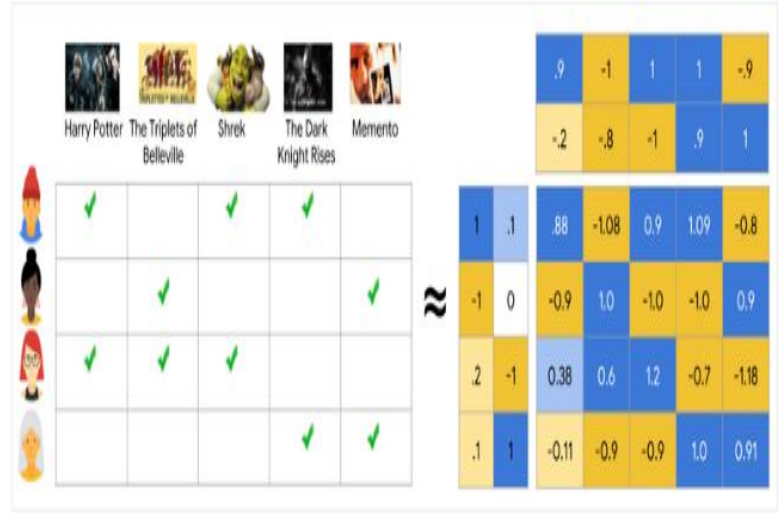 .9 -1 1 1 -.9
Harry Potter The Triplets of Belleville Shrek The Dark Knight Rises Memento
-.2 -.8 -1 .9 1
1 .1 .88 -1.08 0.9 1.09 -0.8
≈
-1 0 -0.9 1.0 -1.0 -1.0 0.9
.2 -1 0.38 0.6 1.2 -0.7 -1.18
.1 1 -0.11 -0.9 -0.9 1.0 0.91